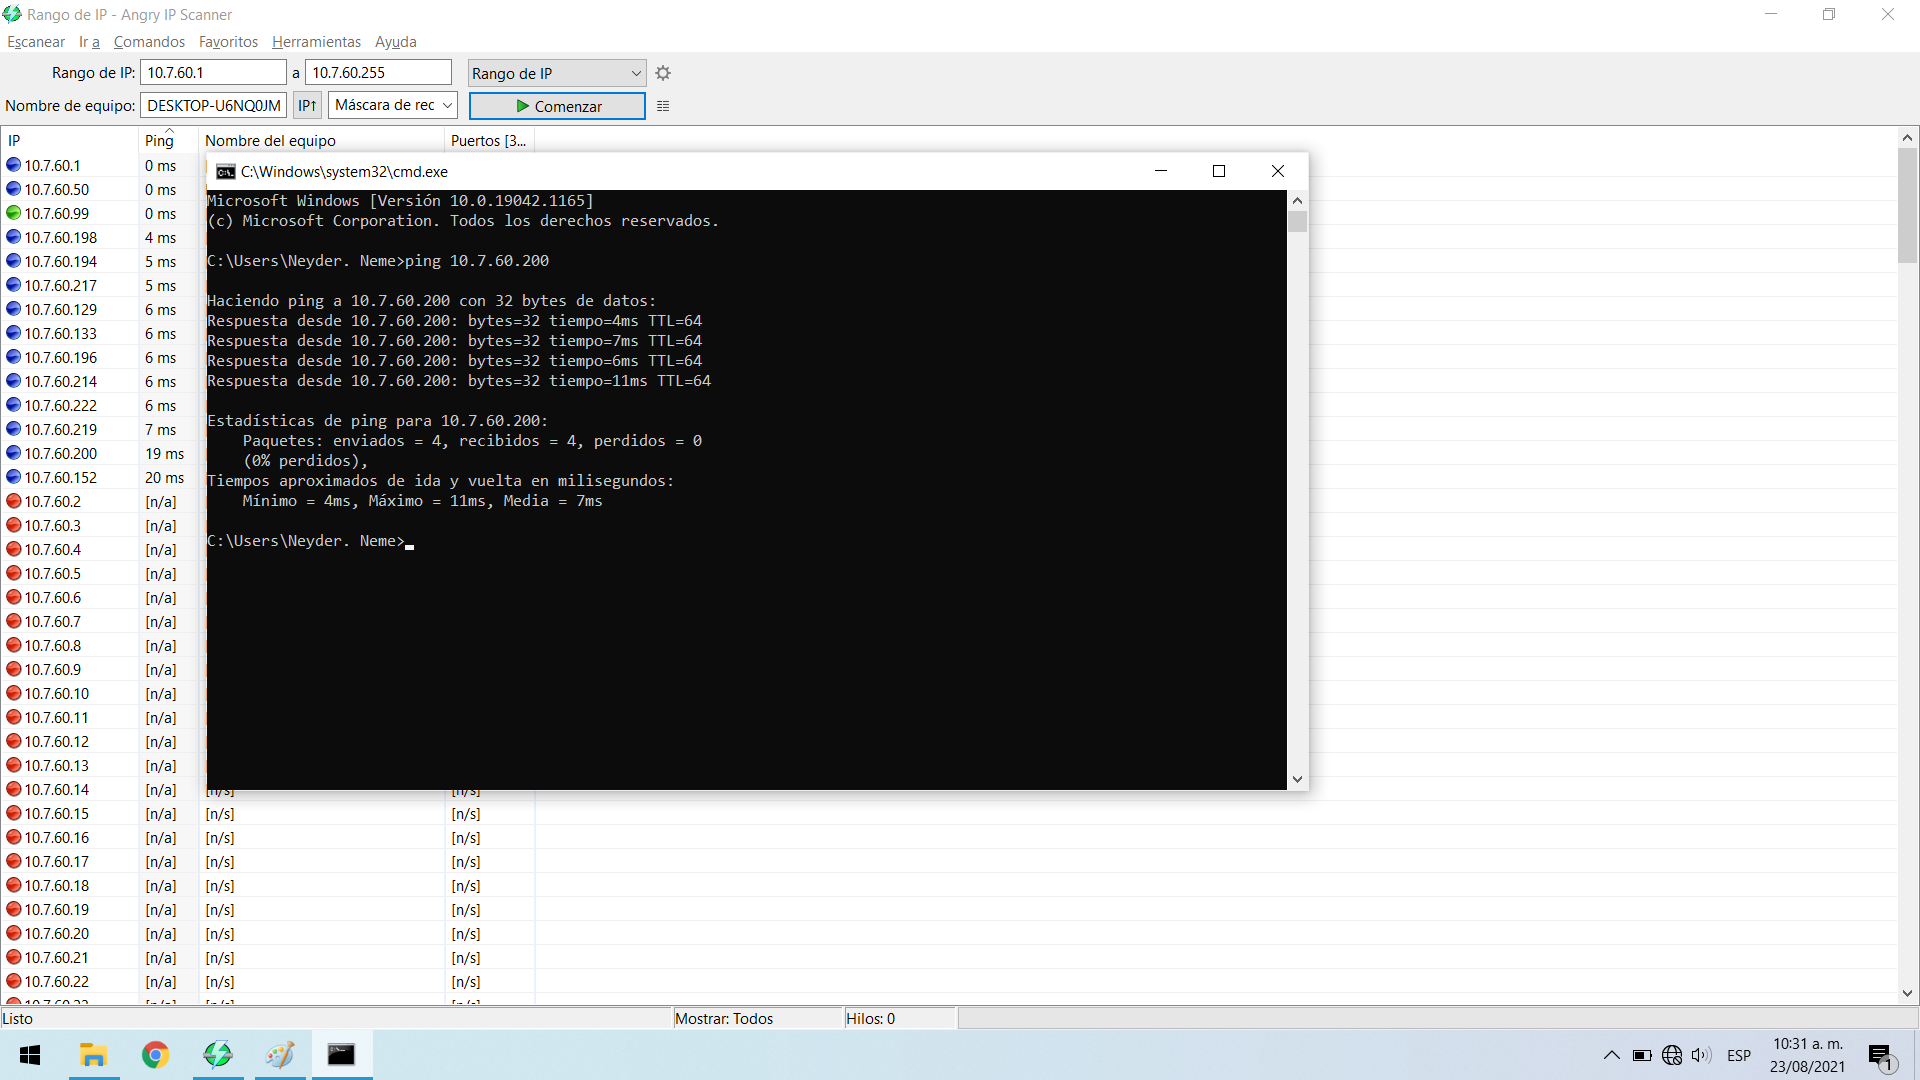 Rango de IP - Angry IP Scanner
Escanear Ir a Comandos Favoritos Herramientas Ayuda
Rango de IP: 10.7.60.1 a 10.7.60.255 Rango de IP
Nombre de equipo: DESKTOP-U6NQ0JM IP↑ Máscara de rec Comenzar
IP Ping Nombre del equipo Puertos [3...
10.7.60.1 0 ms
10.7.60.50 0 ms
10.7.60.99 0 ms
10.7.60.198 4 ms
10.7.60.194 5 ms
10.7.60.217 5 ms
10.7.60.129 6 ms
10.7.60.133 6 ms
10.7.60.196 6 ms
10.7.60.214 6 ms
10.7.60.222 6 ms
10.7.60.219 7 ms
10.7.60.200 19 ms
10.7.60.152 20 ms
10.7.60.2 [n/a]
10.7.60.3 [n/a]
10.7.60.4 [n/a]
10.7.60.5 [n/a]
10.7.60.6 [n/a]
10.7.60.7 [n/a]
10.7.60.8 [n/a]
10.7.60.9 [n/a]
10.7.60.10 [n/a]
10.7.60.11 [n/a]
10.7.60.12 [n/a]
10.7.60.13 [n/a]
10.7.60.14 [n/a] [n/s] [n/s]
10.7.60.15 [n/a] [n/s] [n/s]
10.7.60.16 [n/a] [n/s] [n/s]
10.7.60.17 [n/a] [n/s] [n/s]
10.7.60.18 [n/a] [n/s] [n/s]
10.7.60.19 [n/a] [n/s] [n/s]
10.7.60.20 [n/a] [n/s] [n/s]
10.7.60.21 [n/a] [n/s] [n/s]
10.7.60.22 [n/a] [n/s] [n/s]
C:\Windows\system32\cmd.exe
Microsoft Windows [Versión 10.0.19042.1165]
(c) Microsoft Corporation. Todos los derechos reservados.
C:\Users\Neyder. Neme>ping 10.7.60.200
Haciendo ping a 10.7.60.200 con 32 bytes de datos:
Respuesta desde 10.7.60.200: bytes=32 tiempo=4ms TTL=64
Respuesta desde 10.7.60.200: bytes=32 tiempo=7ms TTL=64
Respuesta desde 10.7.60.200: bytes=32 tiempo=6ms TTL=64
Respuesta desde 10.7.60.200: bytes=32 tiempo=11ms TTL=64
Estadísticas de ping para 10.7.60.200:
Paquetes: enviados = 4, recibidos = 4, perdidos = 0
(0% perdidos),
Tiempos aproximados de ida y vuelta en milisegundos:
Mínimo = 4ms, Máximo = 11ms, Media = 7ms
C:\Users\Neyder. Neme>
Listo Mostrar: Todos Hilos: 0
ESP 10:31 a. m.
23/08/2021
1